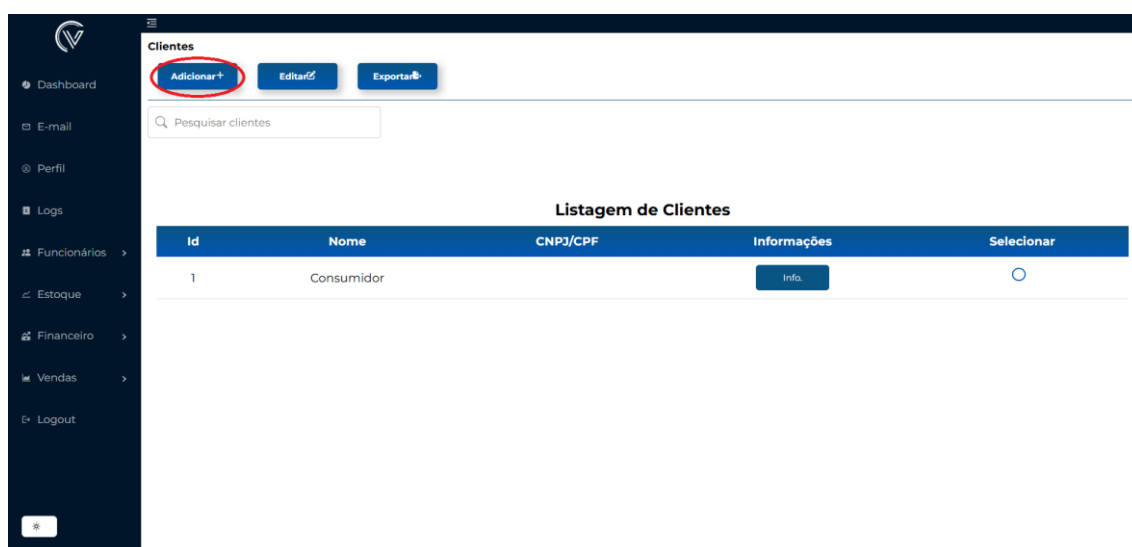 Clientes
Adicionar+ Editar Exportar
Pesquisar clientes
Dashboard
E-mail
Perfil
Logs
Funcionários
Estoque
Financeiro
Vendas
Logout
Listagem de Clientes
Id Nome CNPJ/CPF Informações Selecionar
1 Consumidor Info.